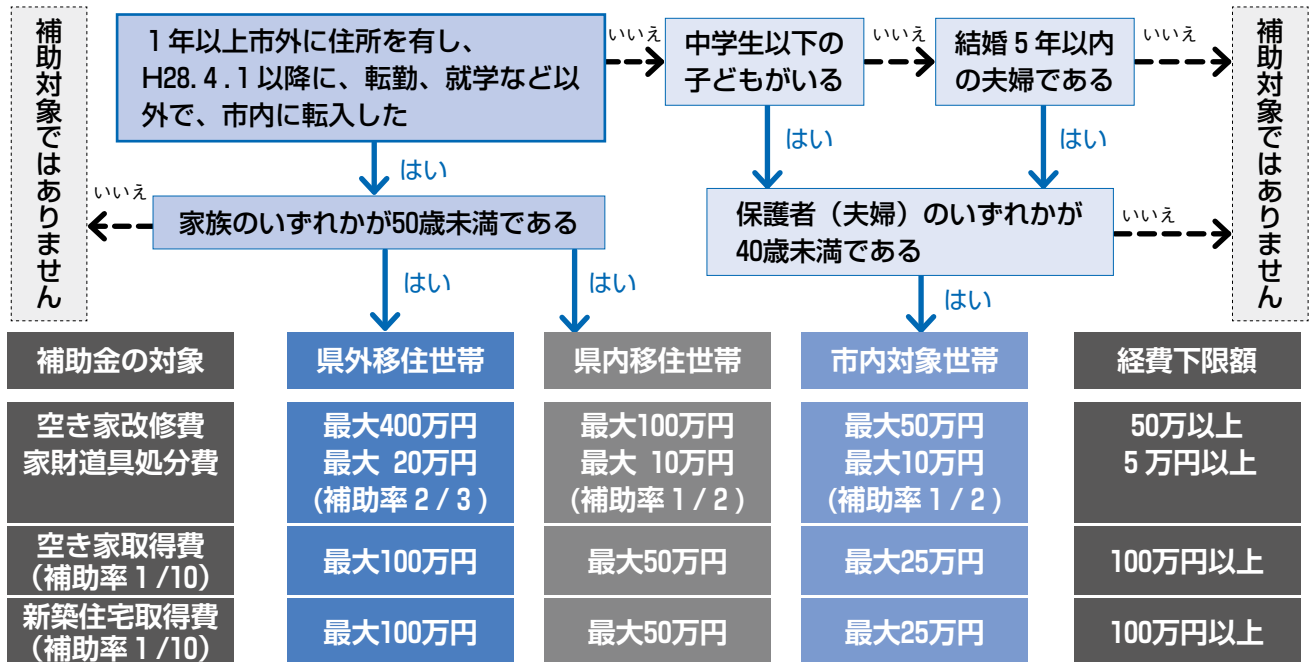 補助対象ではありません
１年以上市外に住所を有し、
H28.４.１以降に、転勤、就学など以
外で、市内に転入した
いいえ
中学生以下の
子どもがいる
いいえ
結婚５年以内
の夫婦である
いいえ
補助対象ではありません
はい
はい
はい
いいえ
家族のいずれかが50歳未満である
保護者（夫婦）のいずれかが
40歳未満である
いいえ
はい
はい
はい
補助金の対象
県外移住世帯
県内移住世帯
市内対象世帯
経費下限額
空き家改修費
家財道具処分費
最大400万円
最大 20万円
(補助率２/３)
最大100万円
最大 10万円
(補助率１/２)
最大50万円
最大10万円
(補助率１/２)
50万以上
５万円以上
空き家取得費
（補助率１/10）
最大100万円
最大50万円
最大25万円
100万円以上
新築住宅取得費
（補助率１/10）
最大100万円
最大50万円
最大25万円
100万円以上